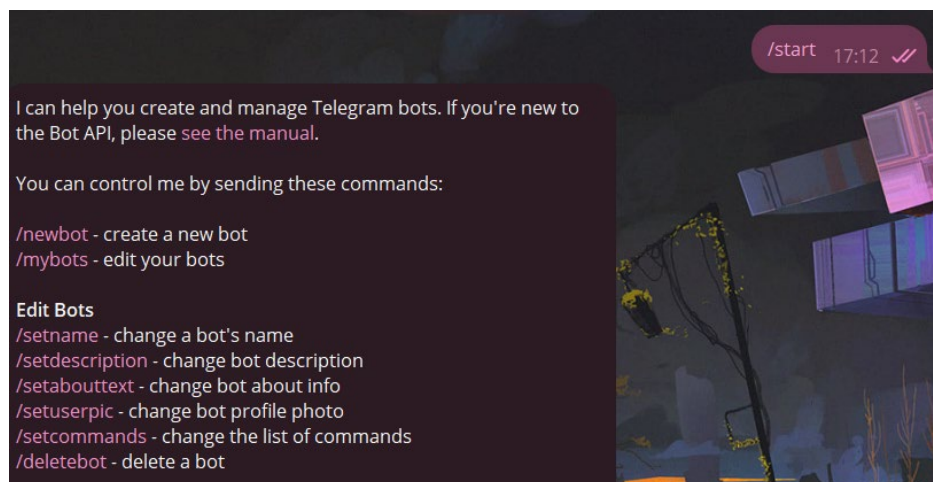 /start 17:12
I can help you create and manage Telegram bots. If you're new to
the Bot API, please see the manual.
You can control me by sending these commands:
/newbot - create a new bot
/mybots - edit your bots
Edit Bots
/setname - change a bot's name
/setdescription - change bot description
/setabouttext - change bot about info
/setuserpic - change bot profile photo
/setcommands - change the list of commands
/deletebot - delete a bot